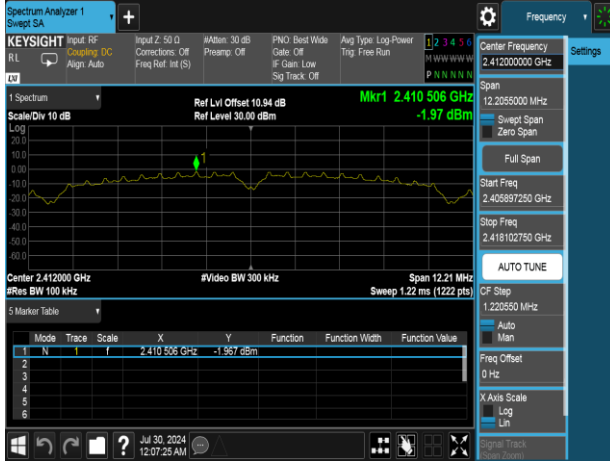 Spectrum Analyzer 1
Swept SA
+
Frequency
KEYSIGHT
RL
LXI
Input: RF
Coupling: DC
Align: Auto
Input Z: 50 Ω
Corrections: Off
Freq Ref: Int (S)
#Atten: 30 dB
Preamp: Off
PNO: Best Wide
Gate: Off
IF Gain: Low
Sig Track: Off
Avg Type: Log-Power
Trig: Free Run
1 2 3 4 5 6
M W W W W W
P N N N N N
1 Spectrum
Scale/Div 10 dB
Ref Lvl Offset 10.94 dB
Ref Level 30.00 dBm
Mkr1 2.410 506 GHz
-1.97 dBm
Log
20.0
10.0
0.00
-10.0
-20.0
-30.0
-40.0
-50.0
-60.0
1
Center 2.412000 GHz
#Res BW 100 kHz
#Video BW 300 kHz
Span 12.21 MHz
Sweep 1.22 ms (1222 pts)
5 Marker Table
Mode Trace Scale X Y Function Function Width Function Value
1 N 1 f 2.410 506 GHz -1.967 dBm
2
3
4
5
6
Jul 30, 2024
12:07:25 AM
Center Frequency
2.412000000 GHz
Settings
Span
12.2055000 MHz
Swept Span
Zero Span
Full Span
Start Freq
2.405897250 GHz
Stop Freq
2.418102750 GHz
AUTO TUNE
CF Step
1.220550 MHz
Auto
Man
Freq Offset
0 Hz
X Axis Scale
Log
Lin
Signal Track
(Span Zoom)